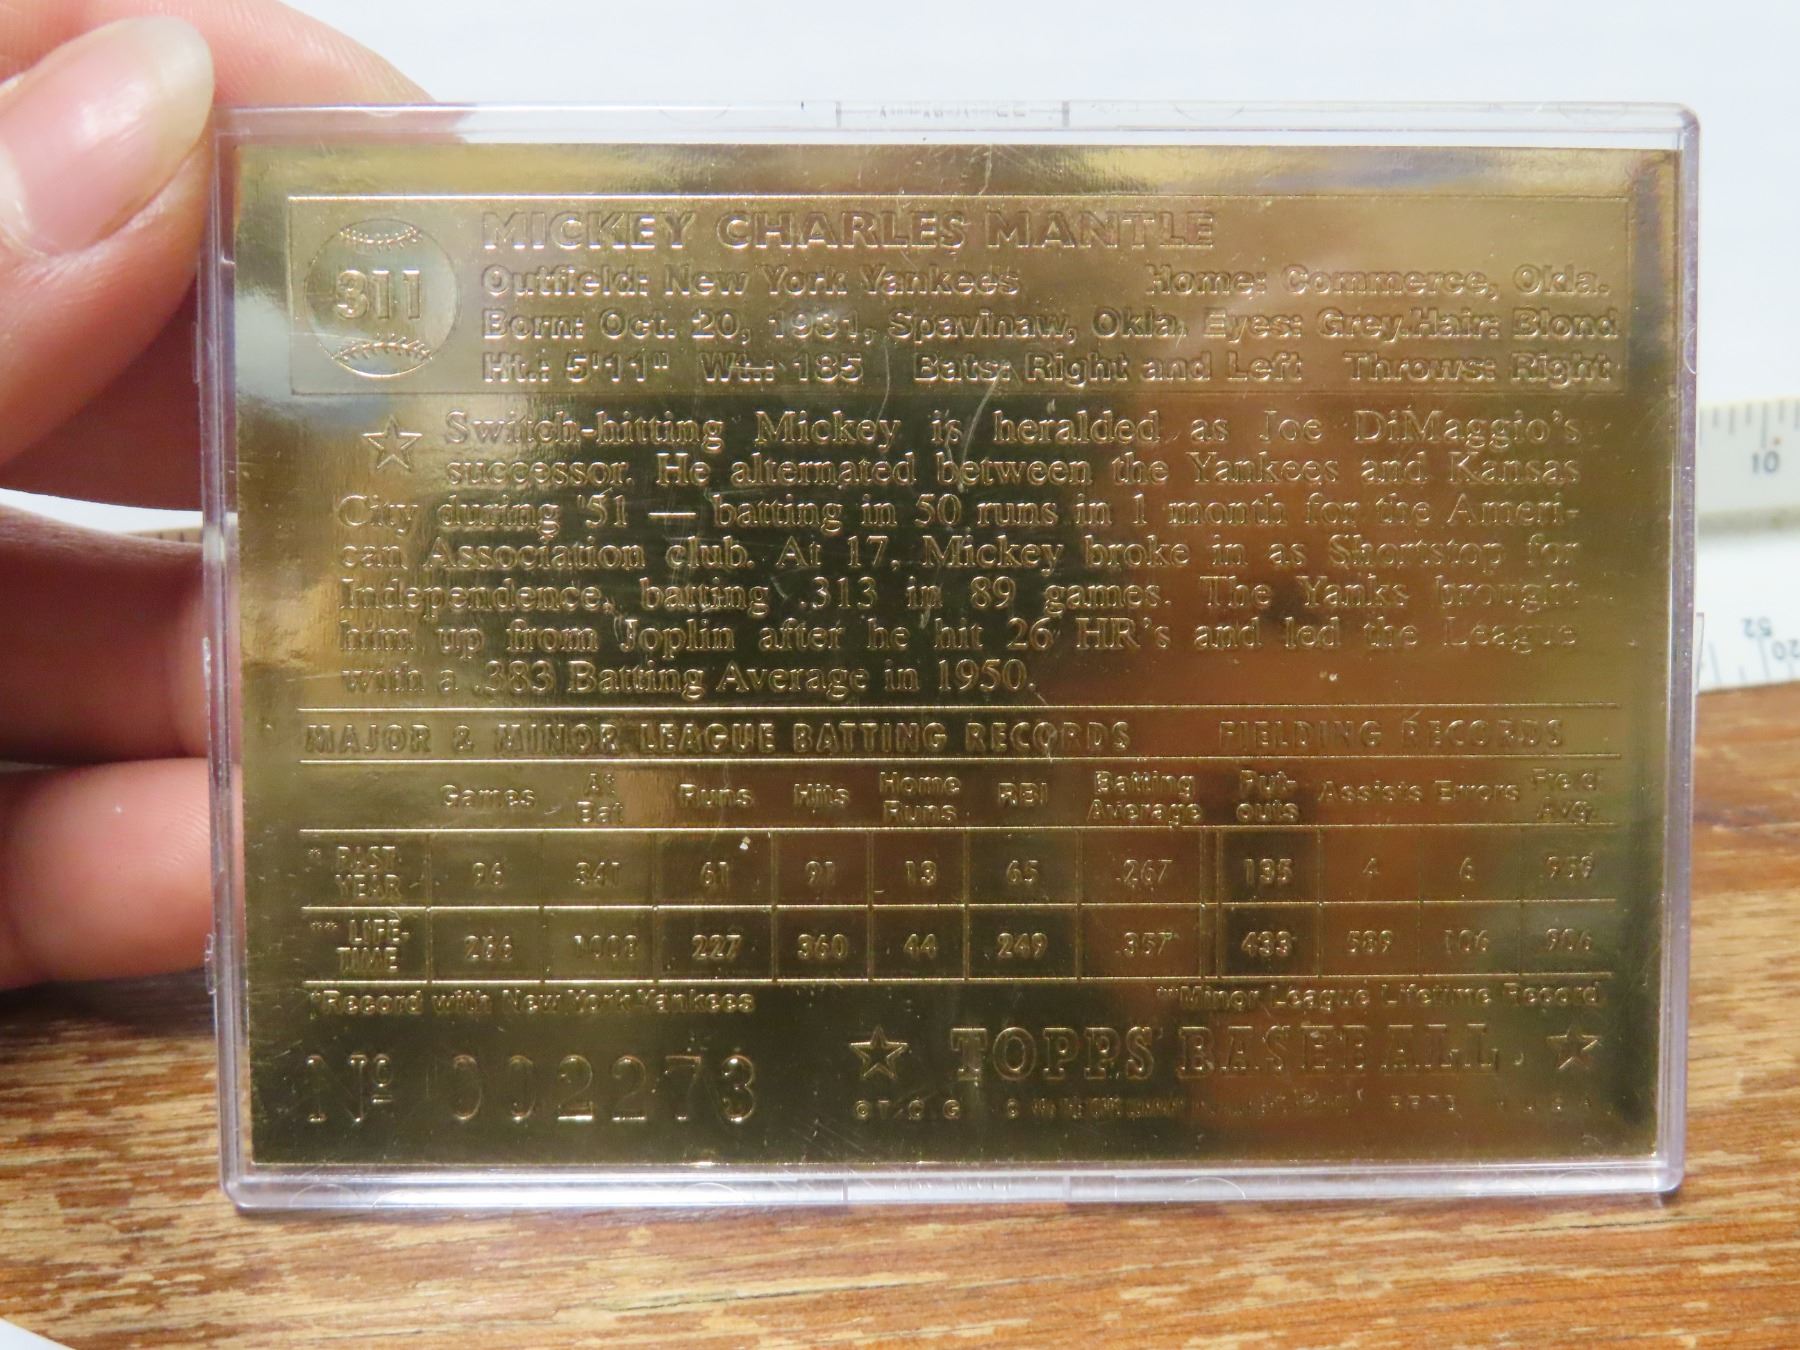 311
MICKEY CHARLES MANTLE
Outfield: New York Yankees Home: Commerce, Okla.
Born: Oct. 20, 1931, Spavinaw, Okla. Eyes: Grey Hair: Blond
Ht.: 5'11" Wt.: 185 Bats: Right and Left Throws: Right
Switch-hitting Mickey is heralded as Joe DiMaggio's
successor. He alternated between the Yankees and Kansas
City during '51 — batting in 50 runs in 1 month for the Ameri-
can Association club. At 17, Mickey broke in as Shortstop for
Independence, batting .313 in 89 games. The Yanks brought
him up from Joplin after he hit 26 HR's and led the League
with a .383 Batting Average in 1950.
MAJOR & MINOR LEAGUE BATTING RECORDS FIELDING RECORDS
Games At Bat Runs Hits Home Runs RBI Batting Average Put-outs Assists Errors Field Avg.
* PAST YEAR 96 341 61 91 13 65 .267 135 4 6 .959
** LIFE-TIME 286 1008 227 360 44 249 .357 433 589 106 .906
*Record with New York Yankees **Minor League Lifetime Record
No 002273 TOPPS BASEBALL
© T.C.G.
10
20
52